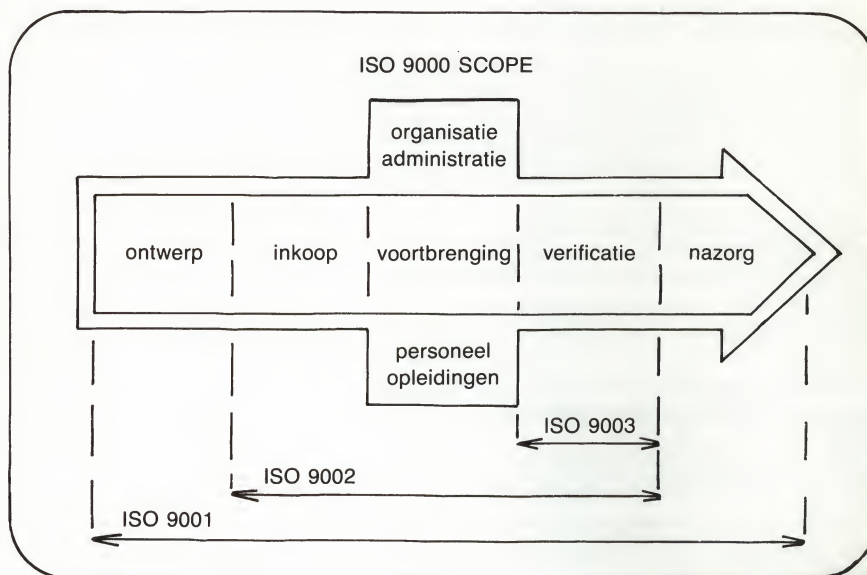 ISO 9000 SCOPE
organisatie
administratie
ontwerp
inkoop
voortbrenging
verificatie
nazorg
personeel
opleidingen
ISO 9003
ISO 9002
ISO 9001